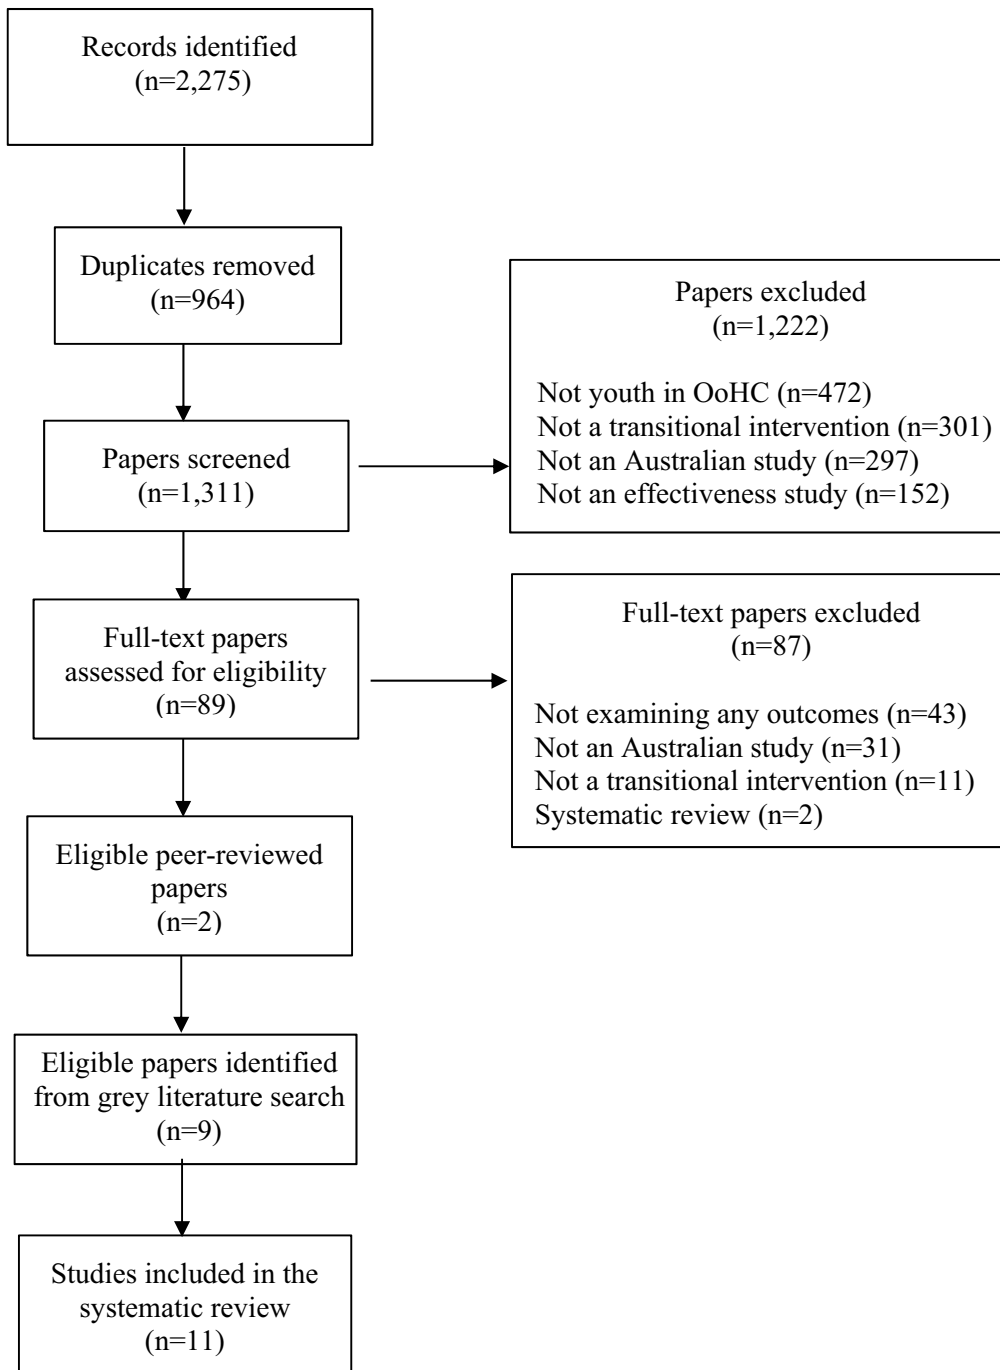 Records identified
(n=2,275)
Duplicates removed
(n=964)
Papers excluded
(n=1,222)
Not youth in OoHC (n=472)
Not a transitional intervention (n=301)
Not an Australian study (n=297)
Not an effectiveness study (n=152)
Papers screened
(n=1,311)
Full-text papers
assessed for eligibility
(n=89)
Full-text papers excluded
(n=87)
Not examining any outcomes (n=43)
Not an Australian study (n=31)
Not a transitional intervention (n=11)
Systematic review (n=2)
Eligible peer-reviewed
papers
(n=2)
Eligible papers identified
from grey literature search
(n=9)
Studies included in the
systematic review
(n=11)